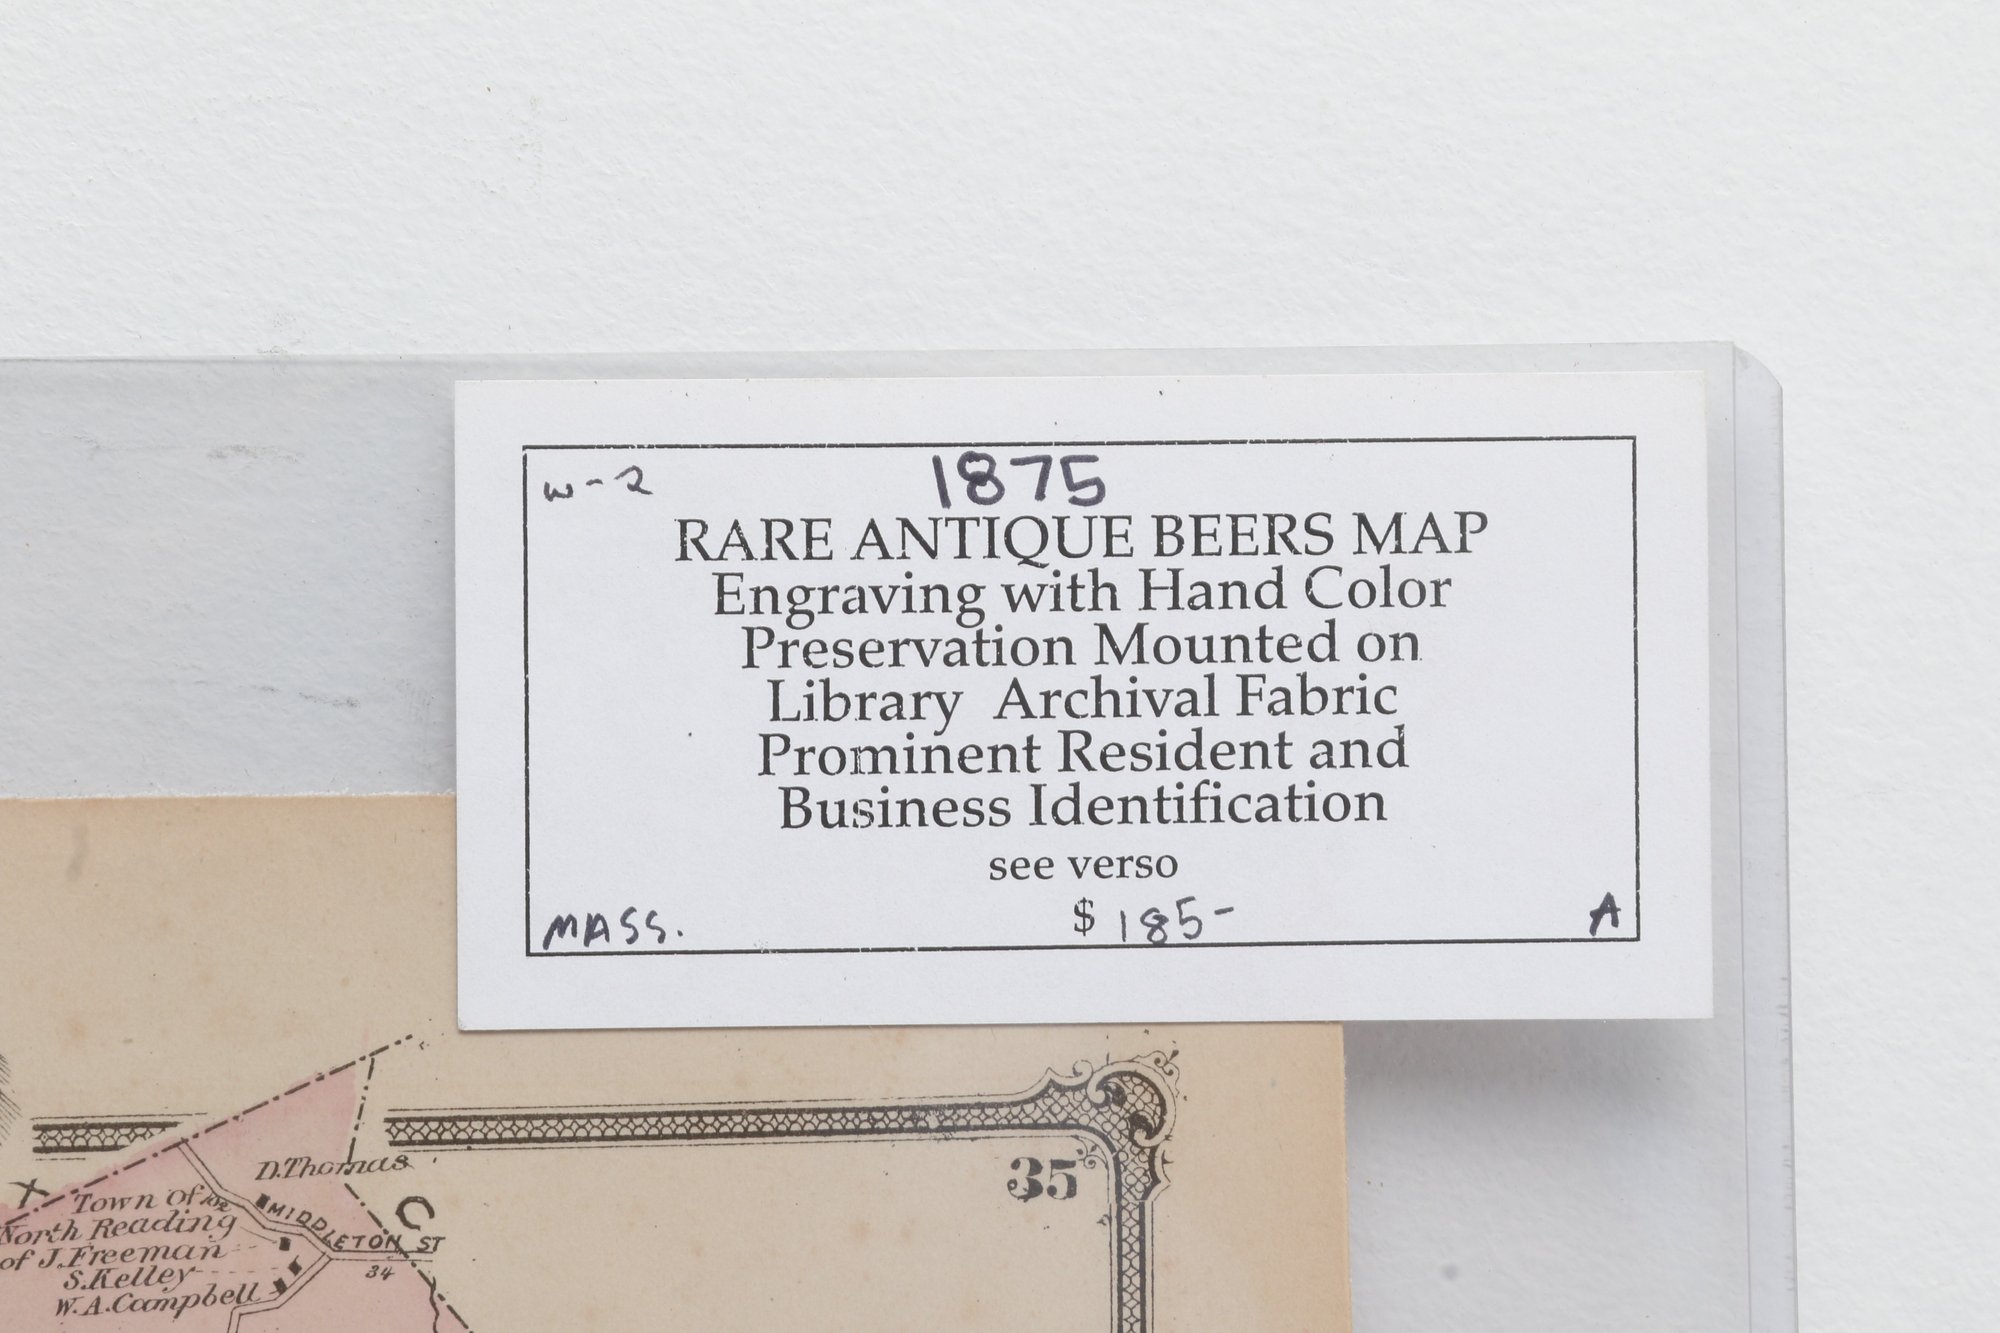 w-2
1875
RARE ANTIQUE BEERS MAP
Engraving with Hand Color
Preservation Mounted on
Library Archival Fabric
Prominent Resident and
Business Identification
see verso
$ 185-
MASS.
A
35
D.Thomas
X
C
Town of
North Reading
of J.Freeman
S.Kelley
W.A.Campbell
MIDDLETON ST
34